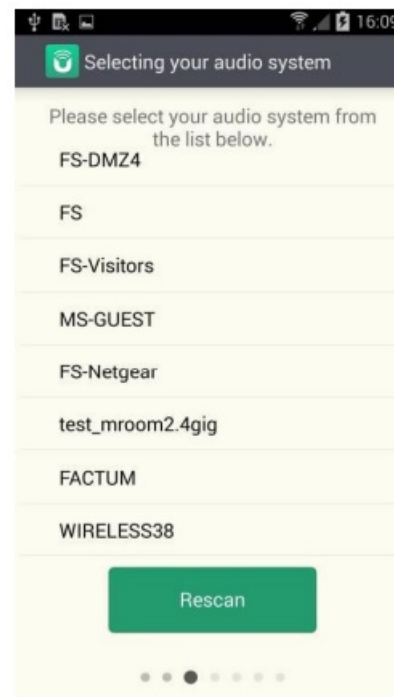 16:09
Selecting your audio system
Please select your audio system from
the list below.
FS-DMZ4
FS
FS-Visitors
MS-GUEST
FS-Netgear
test_mroom2.4gig
FACTUM
WIRELESS38
Rescan